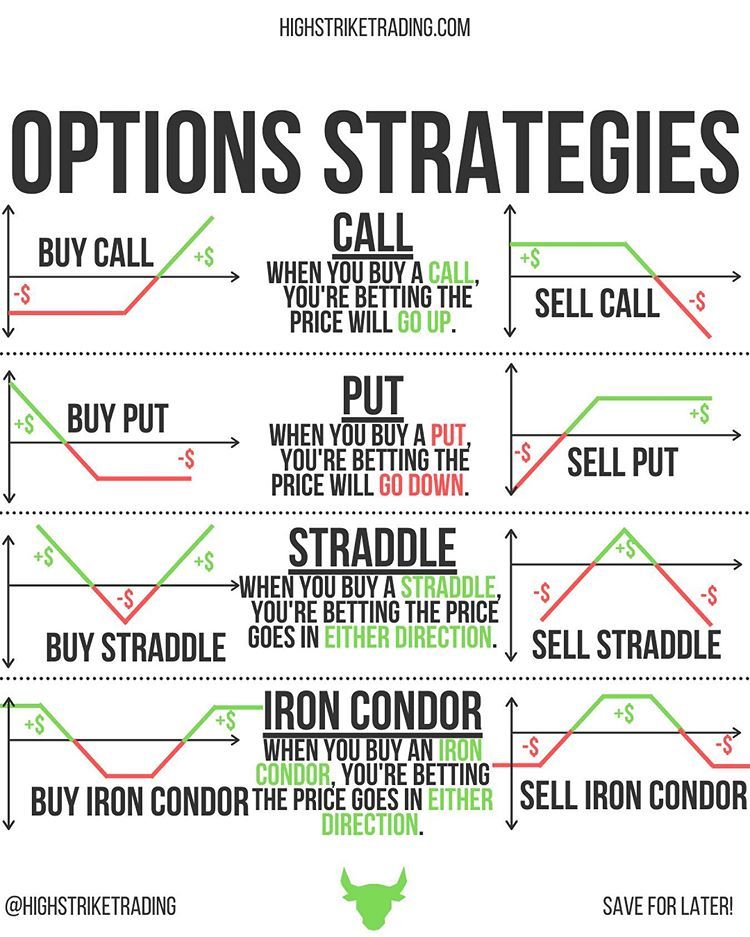 HIGHSTRIKETRADING.COM
OPTIONS STRATEGIES
BUY CALL
+$
-$
CALL
WHEN YOU BUY A CALL,
YOU'RE BETTING THE
PRICE WILL GO UP.
+$
SELL CALL
-$
+$
BUY PUT
-$
PUT
WHEN YOU BUY A PUT,
YOU'RE BETTING THE
PRICE WILL GO DOWN.
+$
-$
SELL PUT
+$
+$
-$
BUY STRADDLE
STRADDLE
WHEN YOU BUY A STRADDLE,
YOU'RE BETTING THE PRICE
GOES IN EITHER DIRECTION.
+$
-$
-$
SELL STRADDLE
+$
+$
BUY IRON CONDOR
IRON CONDOR
WHEN YOU BUY AN IRON
CONDOR, YOU'RE BETTING
THE PRICE GOES IN EITHER
DIRECTION.
+$
-$
-$
SELL IRON CONDOR
@HIGHSTRIKETRADING
SAVE FOR LATER!